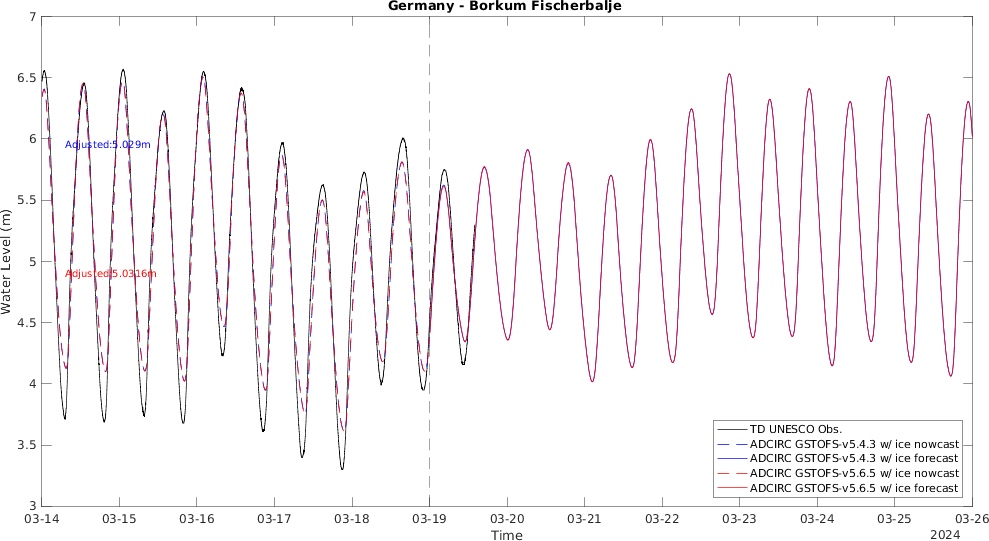 Germany - Borkum Fischerbalje
7
6.5
6
5.5
5
4.5
4
3.5
3
Water Level (m)
Adjusted:5.029m
Adjusted:5.0316m
TD UNESCO Obs.
ADCIRC GSTOFS-v5.4.3 w/ ice nowcast
ADCIRC GSTOFS-v5.4.3 w/ ice forecast
ADCIRC GSTOFS-v5.6.5 w/ ice nowcast
ADCIRC GSTOFS-v5.6.5 w/ ice forecast
03-14 03-15 03-16 03-17 03-18 03-19 03-20 03-21 03-22 03-23 03-24 03-25 03-26
Time
2024